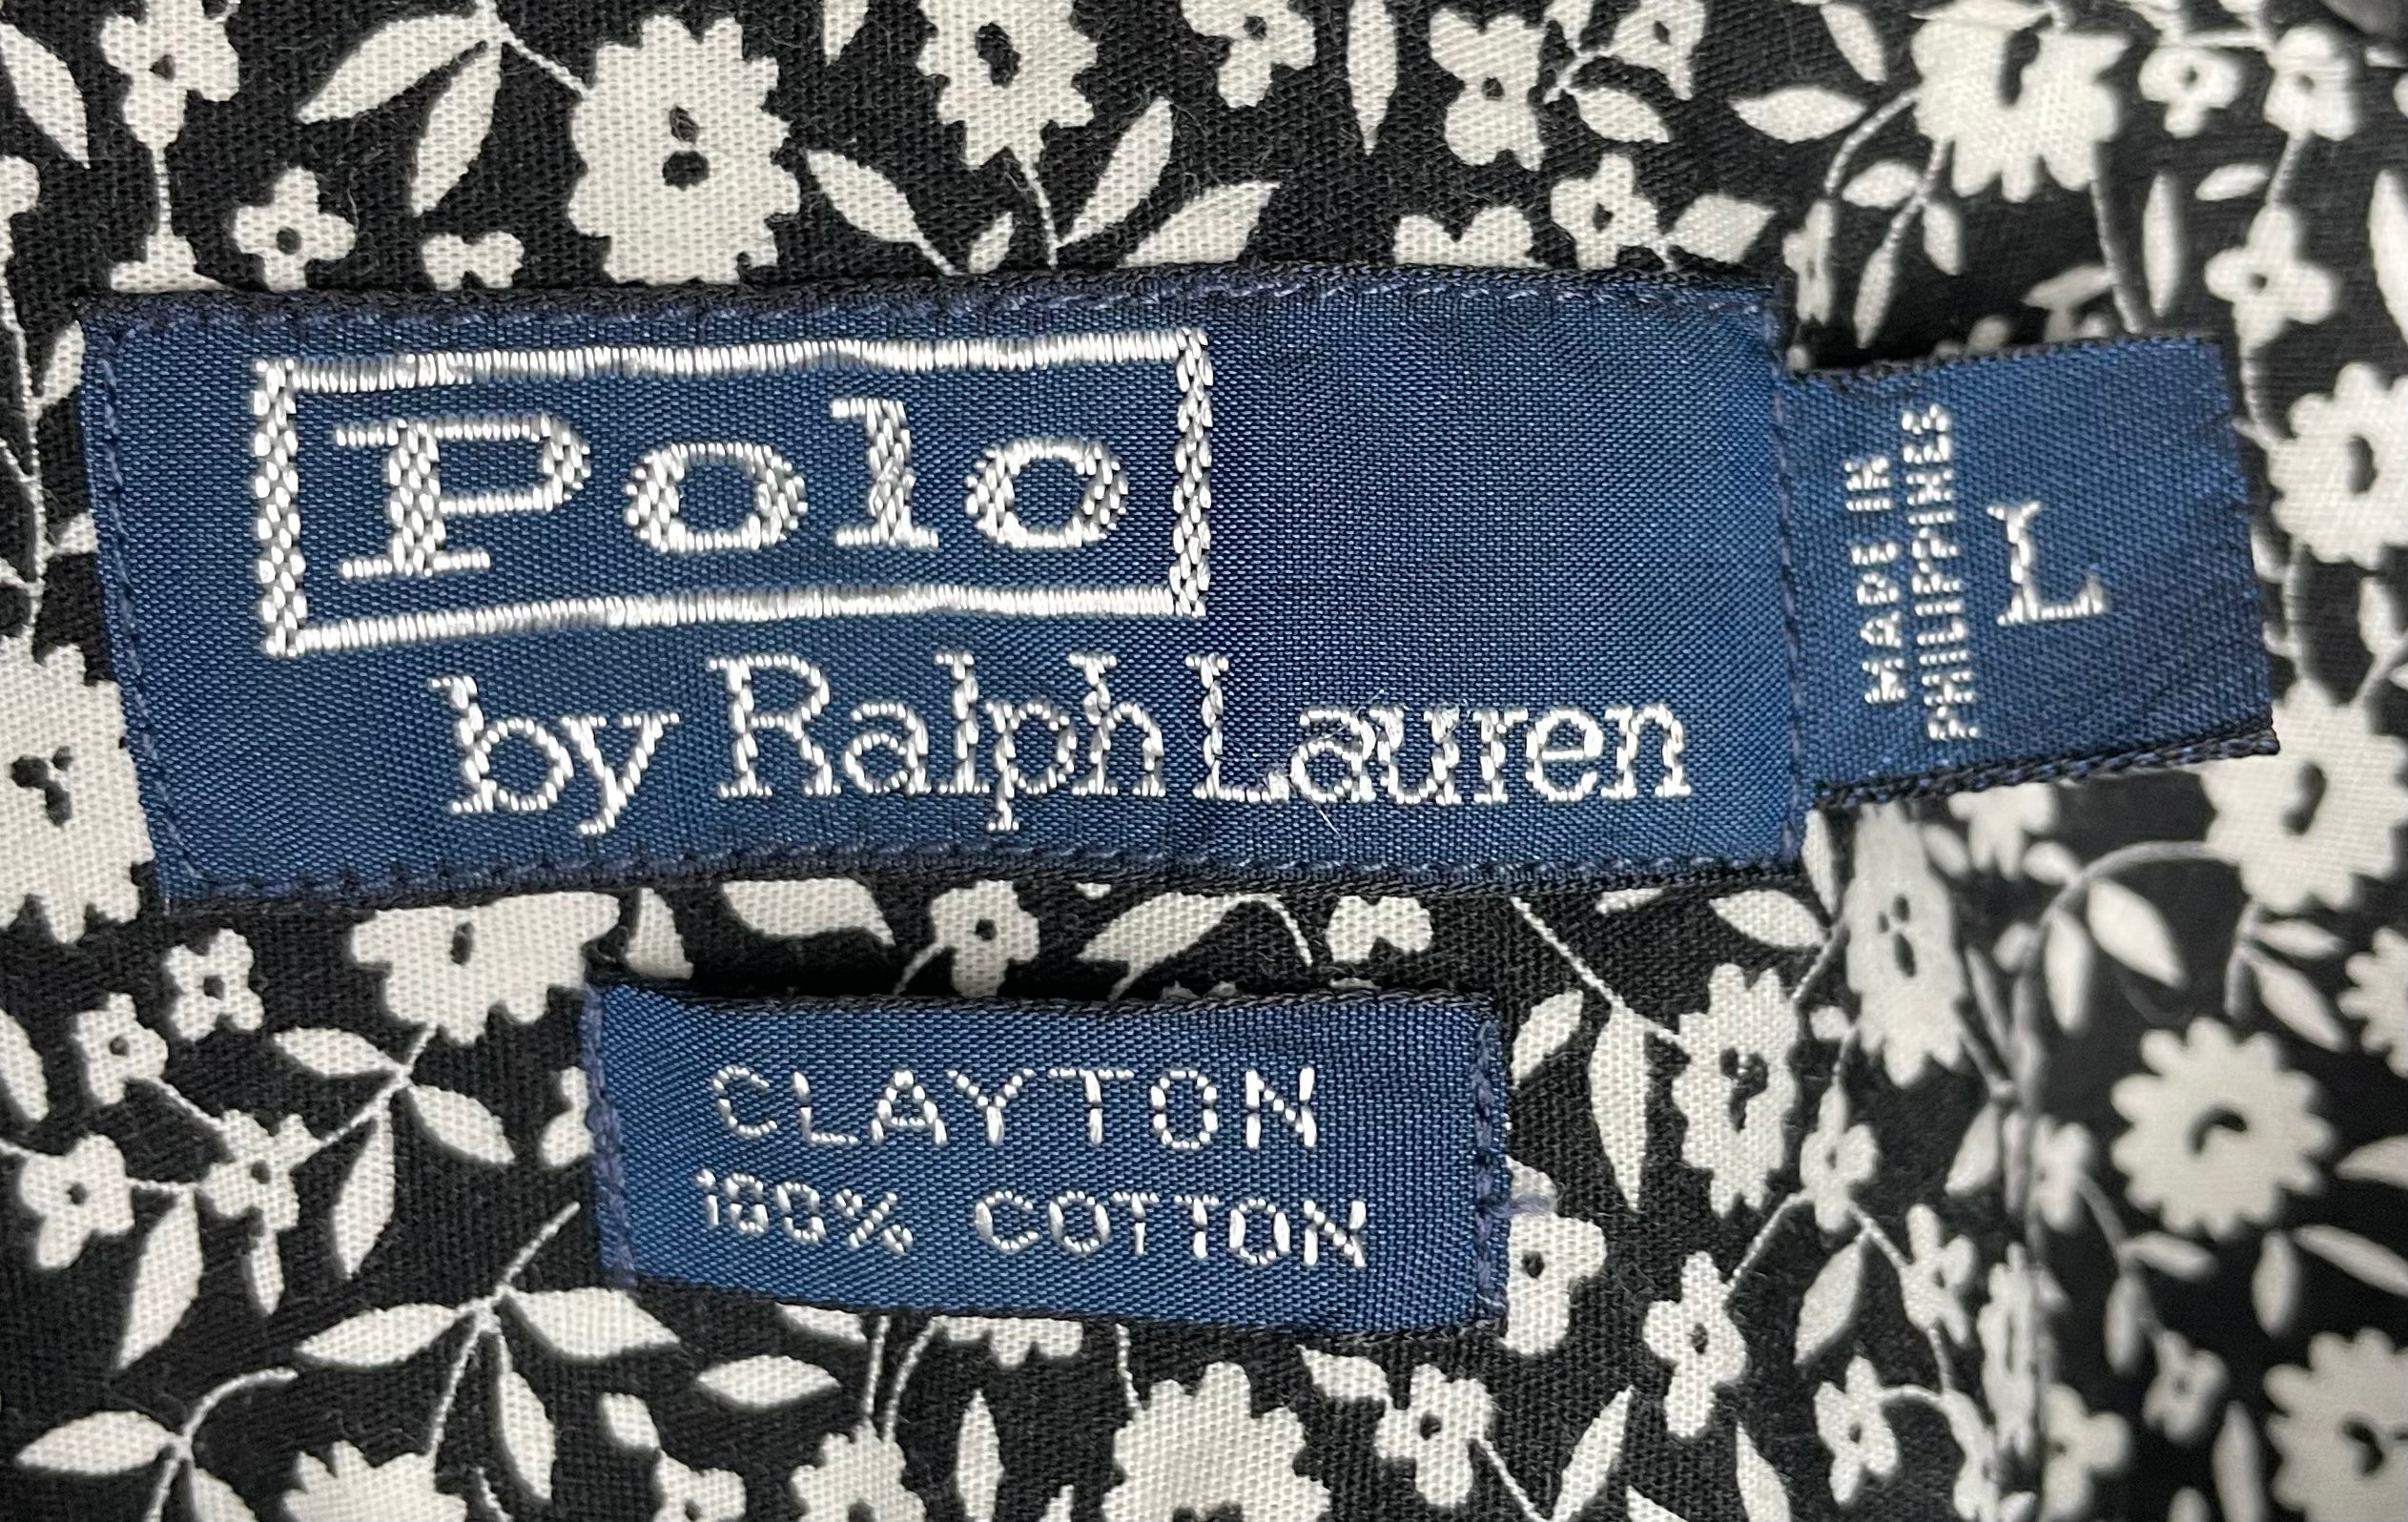 Polo
by Ralph Lauren
MADE IN
PHILIPPINES
L
CLAYTON
100% COTTON